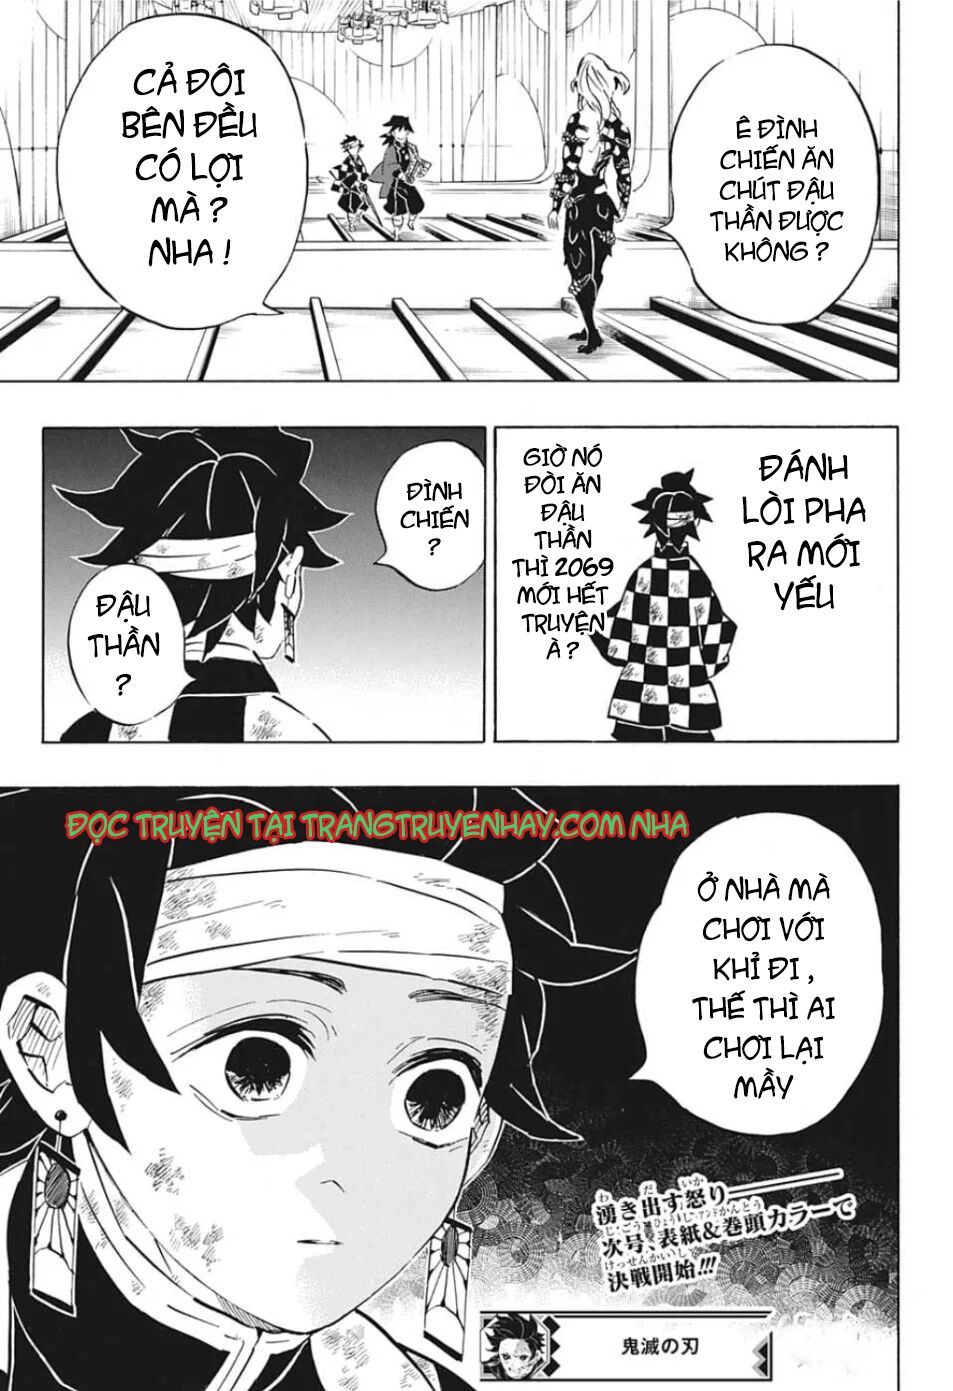 Ê ĐÌNH
CHIẾN ĂN
CHÚT ĐẬU
THẦN ĐƯỢC
KHÔNG ?
CẢ ĐÔI
BÊN ĐỀU
CÓ LỢI
MÀ ?
NHA !
ĐÁNH
LÒI PHA
RA MỚI
YẾU
GIỜ NÓ
ĐÒI ĂN
ĐẬU
THẦN
THÌ 2069
MỚI HẾT
TRUYỆN
À ?
ĐÌNH
CHIẾN
?
ĐẬU
THẦN
?
ĐỌC TRUYỆN TẠI TRANGTRUYENHAY.COM NHA
Ở NHÀ MÀ
CHƠI VỚI
KHỈ ĐI ,
THẾ THÌ AI
CHƠI LẠI
MẦY
湧き出す怒り――
次号、表紙&巻頭カラーで
決戦開始!!!
鬼滅の刃